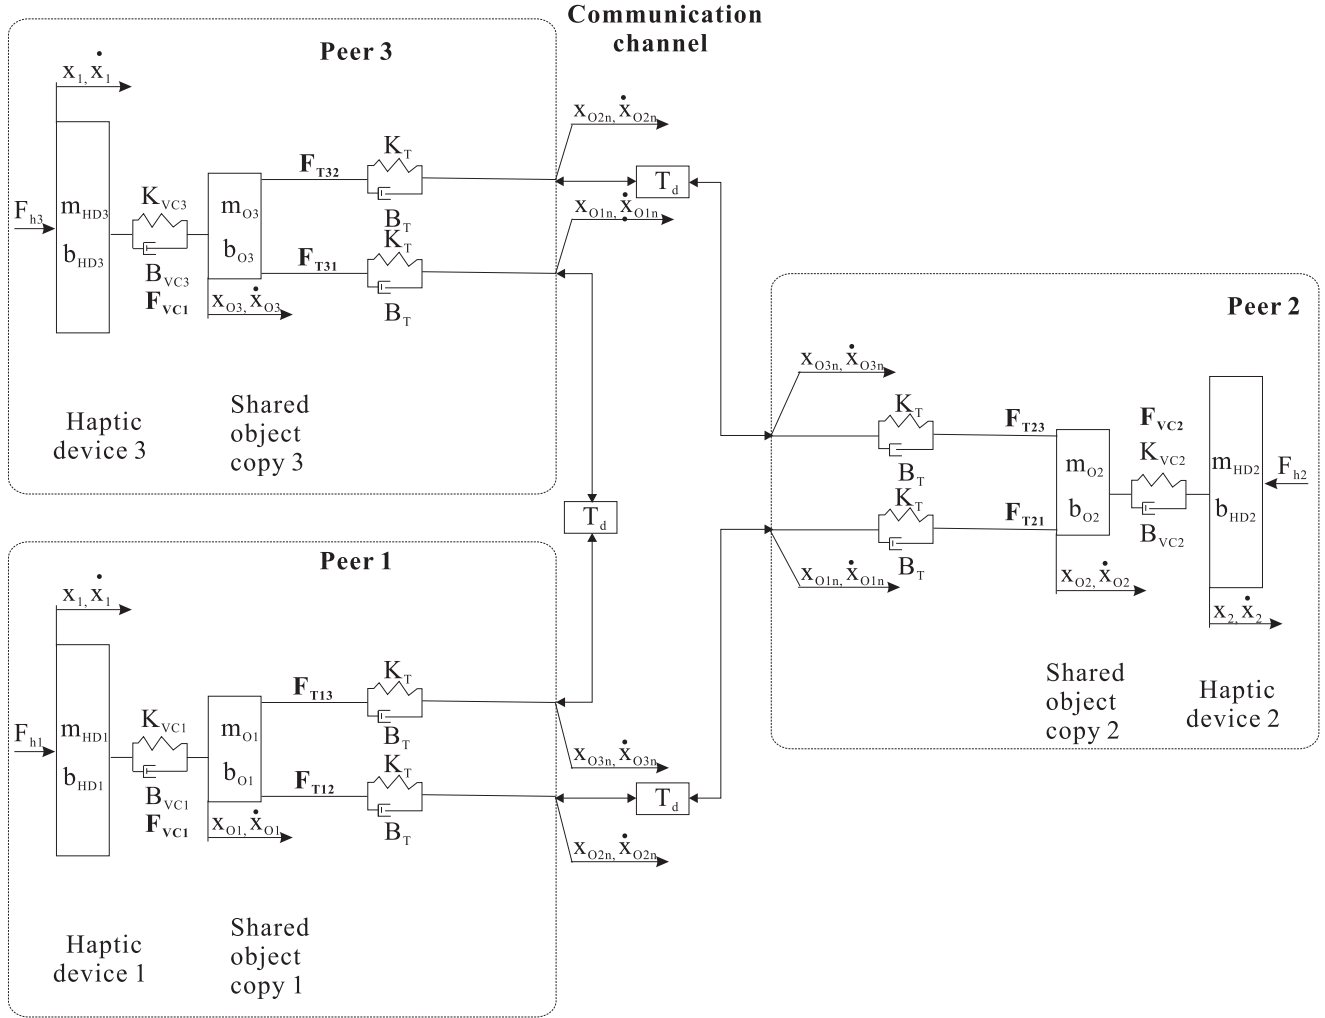 Communication
channel
Peer 3
x1, ẋ1
xO2n, ẋO2n
KT
FT32
Td
BT
KVC3
mHD3
bHD3
Fh3
mO3
bO3
xO1n, ẋO1n
KT
FT31
BT
BVC3
FVC1
xO3, ẋO3
Haptic
device 3
Shared
object
copy 3
Td
Peer 2
xO3n, ẋO3n
KT
FT23
BT
FVC2
KVC2
mO2
bO2
mHD2
bHD2
Fh2
KT
FT21
BT
BVC2
xO1n, ẋO1n
xO2, ẋO2
x2, ẋ2
Shared
object
copy 2
Haptic
device 2
Peer 1
x1, ẋ1
KT
FT13
BT
KVC1
mHD1
bHD1
Fh1
mO1
bO1
xO3n, ẋO3n
KT
FT12
Td
BT
BVC1
FVC1
xO1, ẋO1
xO2n, ẋO2n
Haptic
device 1
Shared
object
copy 1